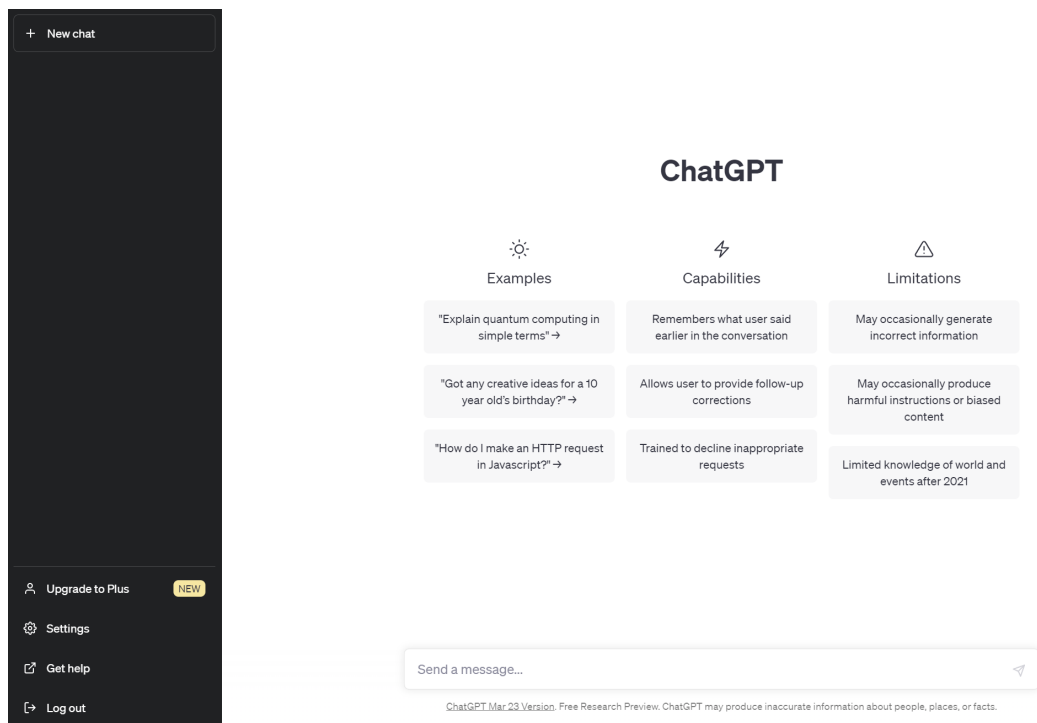 + New chat
Upgrade to Plus NEW
Settings
Get help
Log out
ChatGPT
Examples
"Explain quantum computing in
simple terms" →
"Got any creative ideas for a 10
year old's birthday?" →
"How do I make an HTTP request
in Javascript?" →
Capabilities
Remembers what user said
earlier in the conversation
Allows user to provide follow-up
corrections
Trained to decline inappropriate
requests
Limitations
May occasionally generate
incorrect information
May occasionally produce
harmful instructions or biased
content
Limited knowledge of world and
events after 2021
Send a message...
ChatGPT Mar 23 Version. Free Research Preview. ChatGPT may produce inaccurate information about people, places, or facts.